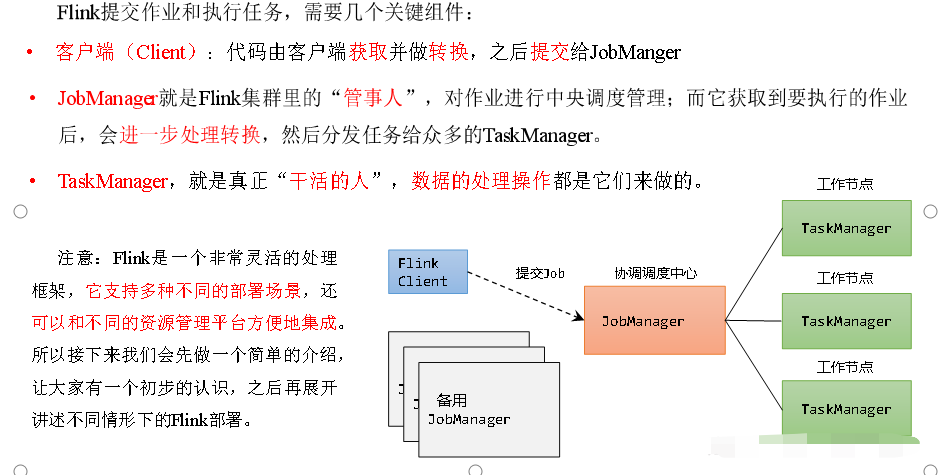 Flink提交作业和执行任务，需要几个关键组件：
• 客户端（Client）：代码由客户端获取并做转换，之后提交给JobManger
• JobManager就是Flink集群里的“管事人”，对作业进行中央调度管理；而它获取到要执行的作业
后，会进一步处理转换，然后分发任务给众多的TaskManager。
• TaskManager，就是真正“干活的人”，数据的处理操作都是它们来做的。
注意：Flink是一个非常灵活的处理
框架，它支持多种不同的部署场景，还
可以和不同的资源管理平台方便地集成。
所以接下来我们会先做一个简单的介绍，
让大家有一个初步的认识，之后再展开
讲述不同情形下的Flink部署。
Flink
Client
提交Job
协调调度中心
JobManager
工作节点
TaskManager
工作节点
TaskManager
工作节点
TaskManager
备用
JobManager